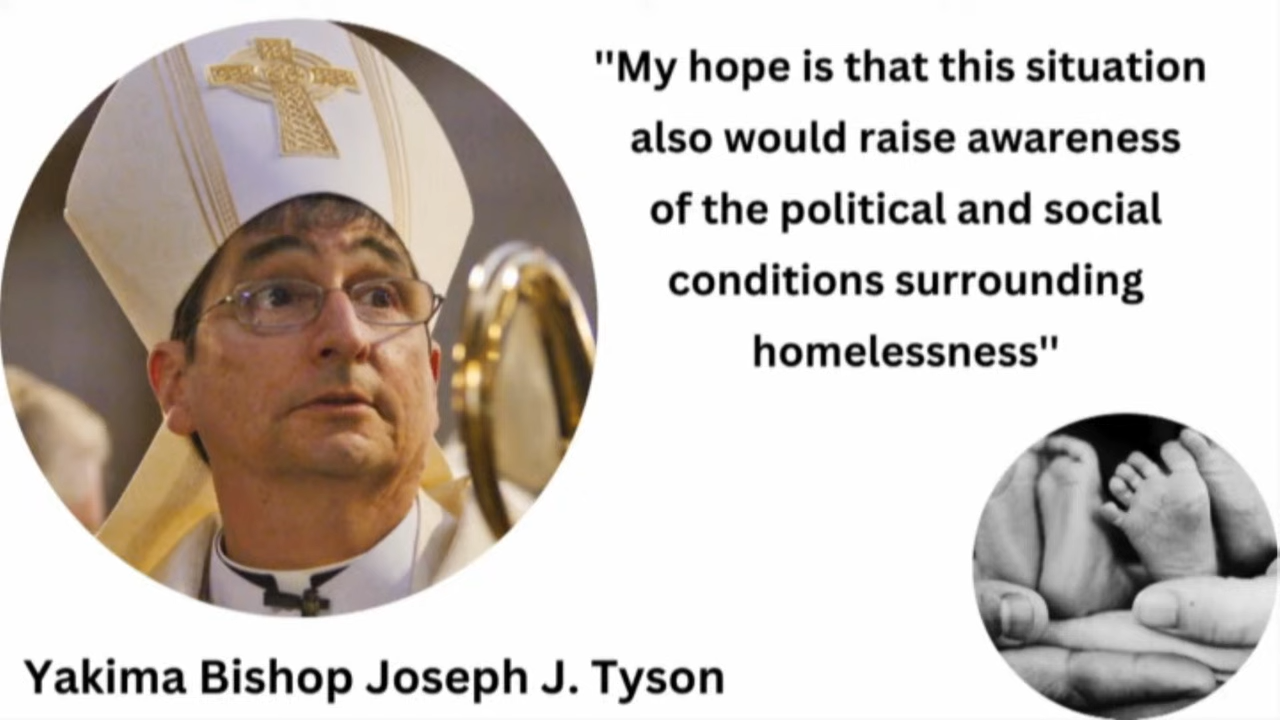 "My hope is that this situation
also would raise awareness
of the political and social
conditions surrounding
homelessness"
Yakima Bishop Joseph J. Tyson